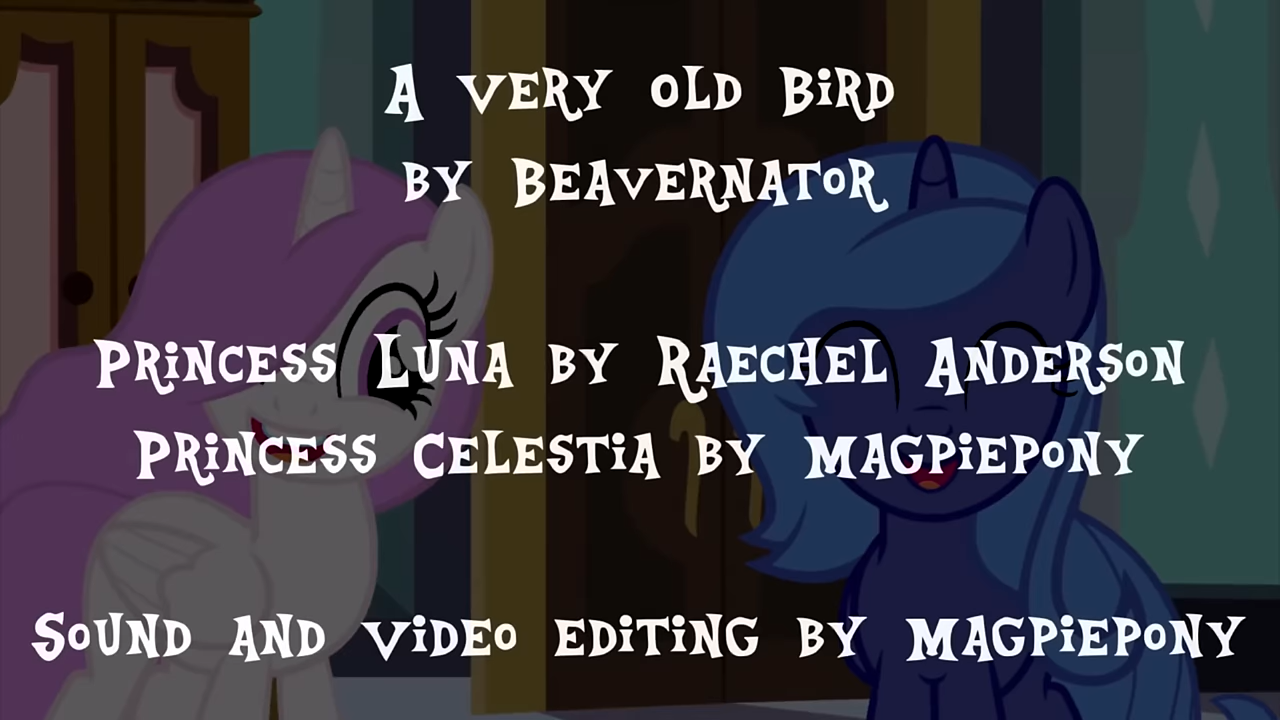 A very old Bird
by Beavernator
Princess Luna by Raechel Anderson
Princess Celestia by Magpiepony
Sound and video editing by Magpiepony